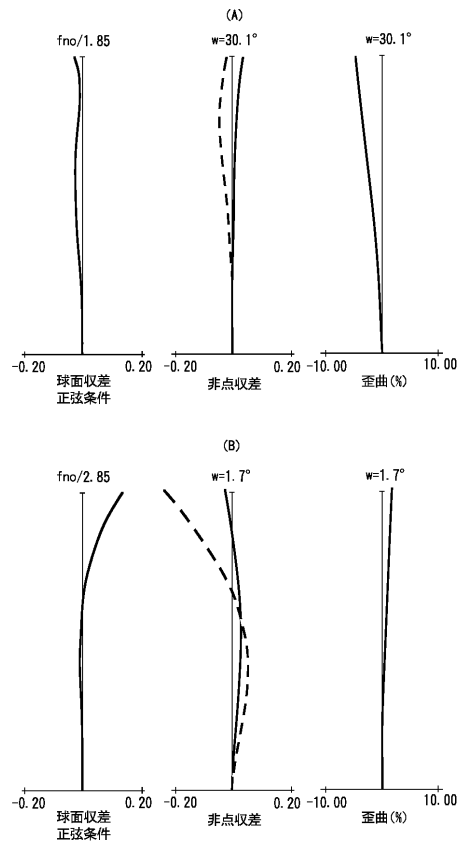 (A)
fno/1.85
w=30.1°
w=30.1°
-0.20
0.20
-0.20
0.20
-10.00
10.00
球面収差
正弦条件
非点収差
歪曲(%)
(B)
fno/2.85
w=1.7°
w=1.7°
-0.20
0.20
-0.20
0.20
-10.00
10.00
球面収差
正弦条件
非点収差
歪曲(%)